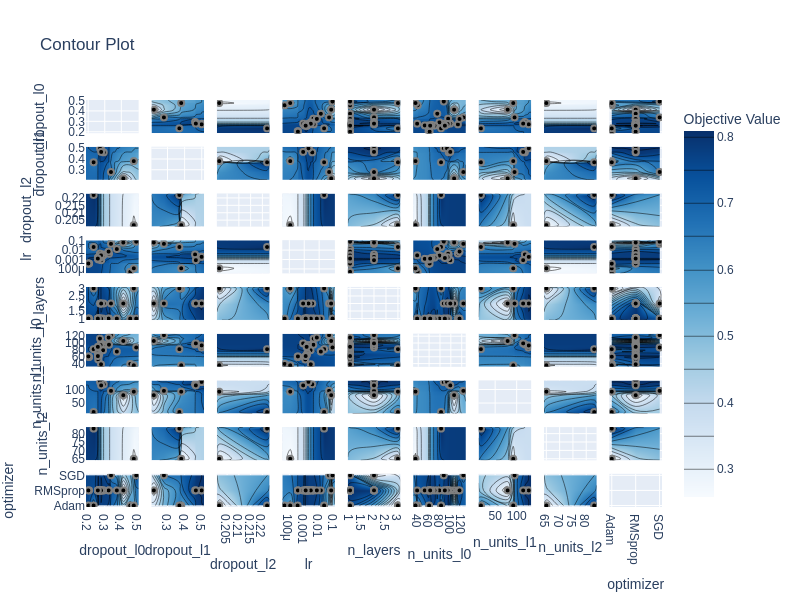 Contour Plot
Objective Value
0.8
0.7
0.6
0.5
0.4
0.3
dropout_l0
0.5
0.4
0.3
0.2
dropout_l1
0.5
0.4
0.3
dropout_l2
0.22
0.215
0.21
0.205
lr
0.1
0.01
0.001
100μ
n_layers
3
2.5
2
1.5
1
n_units_l0
120
100
80
60
40
n_units_l1
100
50
n_units_l2
80
75
70
65
optimizer
SGD
RMSprop
Adam
0.2
0.3
0.4
0.5
0.3
0.4
0.5
0.205
0.21
0.215
0.22
100μ
0.001
0.01
0.1
1
1.5
2
2.5
3
40
60
80
100
120
50
100
65
70
75
80
Adam
RMSprop
SGD
dropout_l0
dropout_l1
dropout_l2
lr
n_layers
n_units_l0
n_units_l1
n_units_l2
optimizer